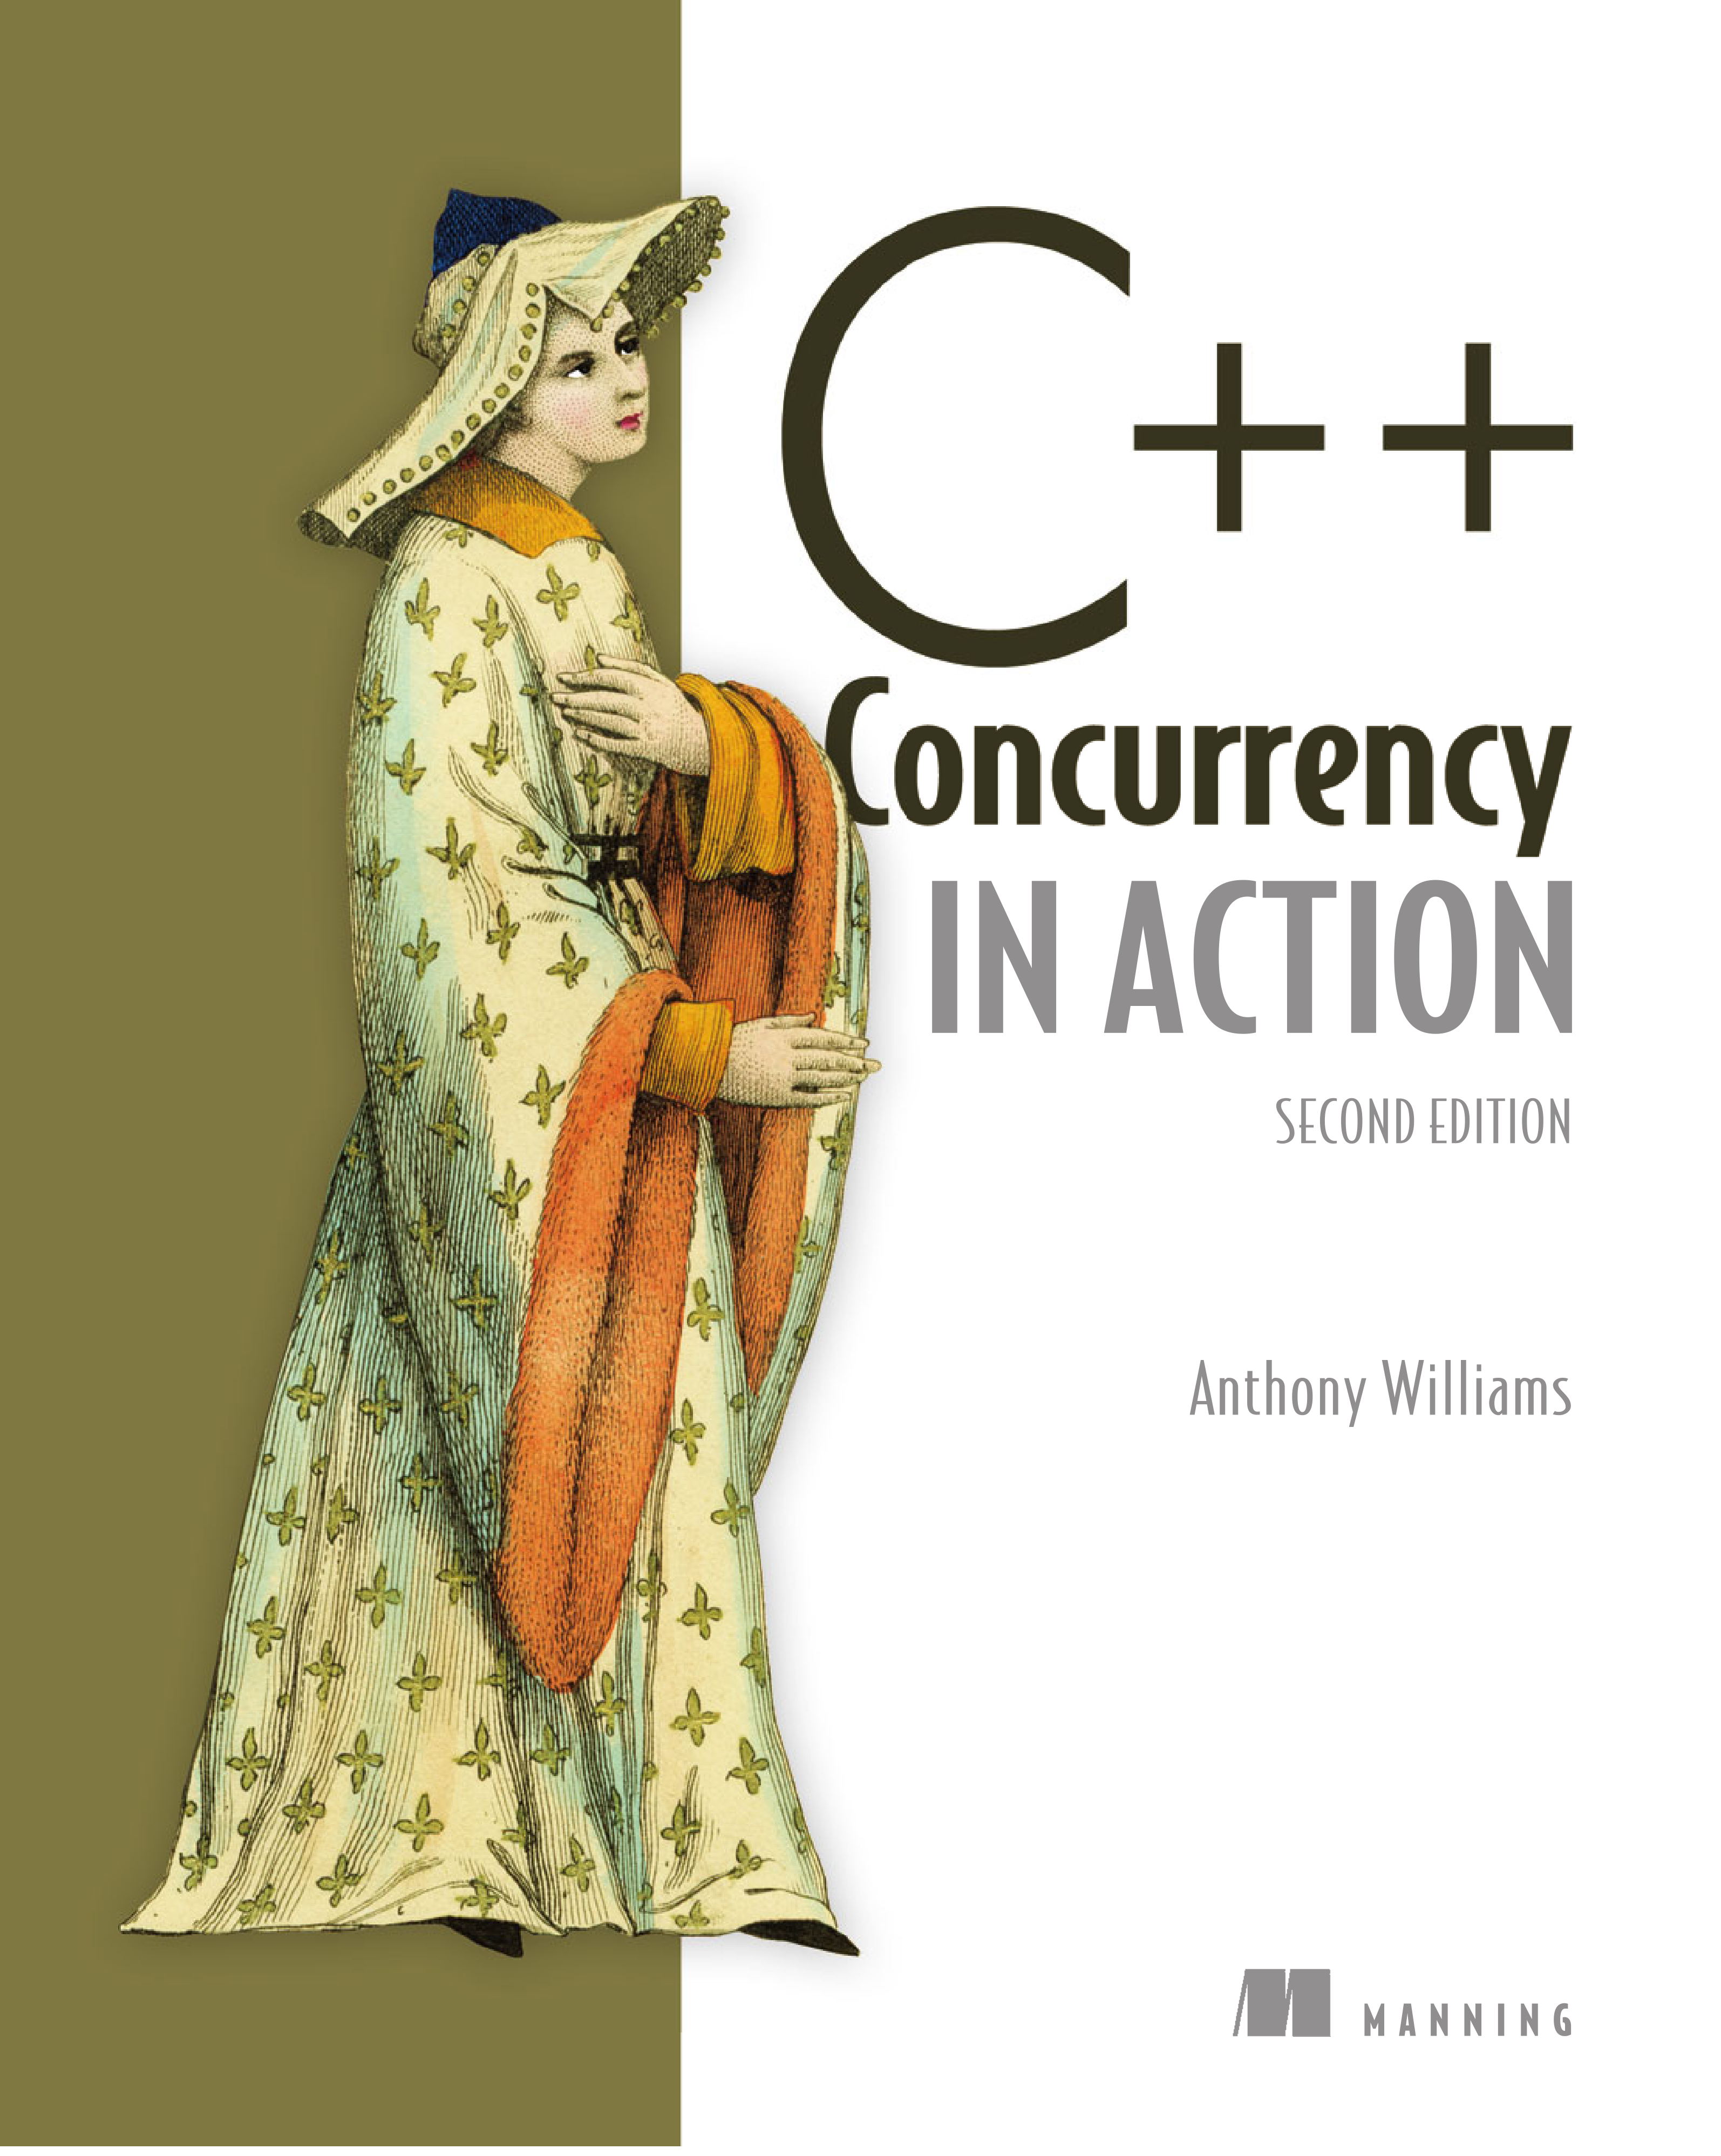 C++
Concurrency
IN ACTION
SECOND EDITION
Anthony Williams
MANNING